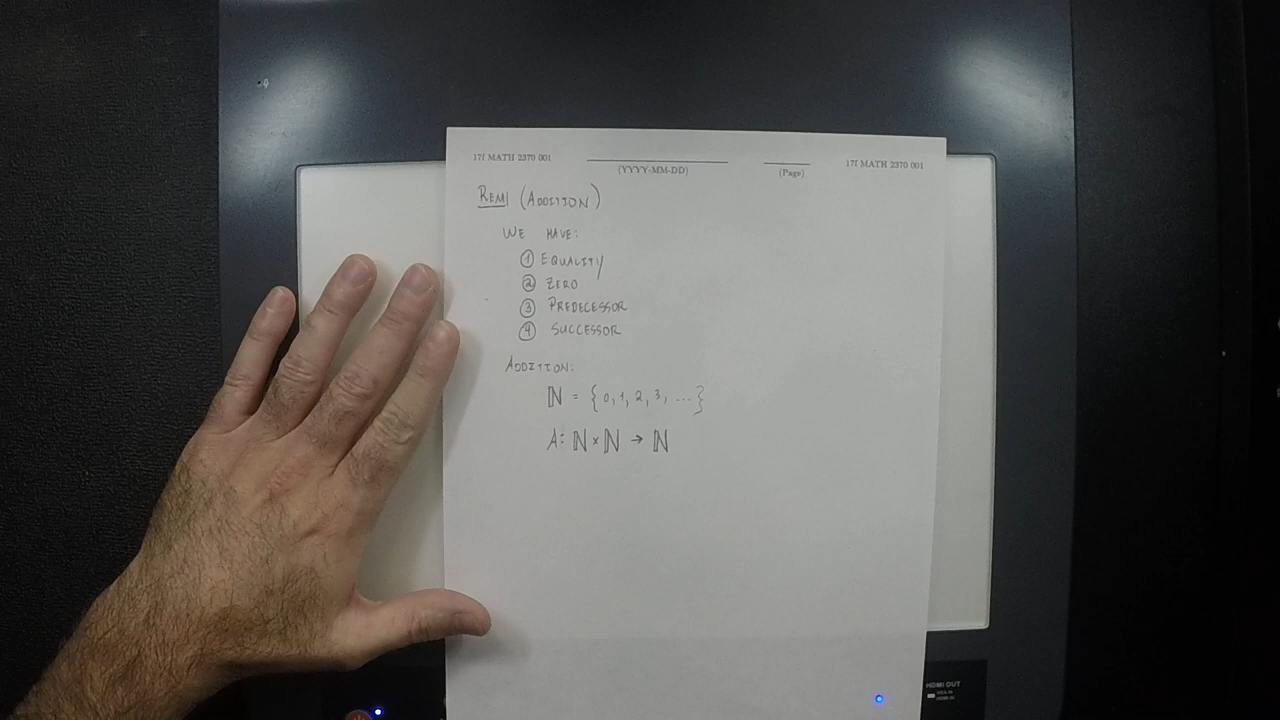 17f MATH 2370 001 (YYYY-MM-DD) (Page) 17f MATH 2370 001
REM (ADDITION)
WE HAVE:
① EQUALITY
② ZERO
③ PREDECESSOR
④ SUCCESSOR
ADDITION:
ℕ = {0, 1, 2, 3, ...}
A: ℕ × ℕ → ℕ
HDMI OUT